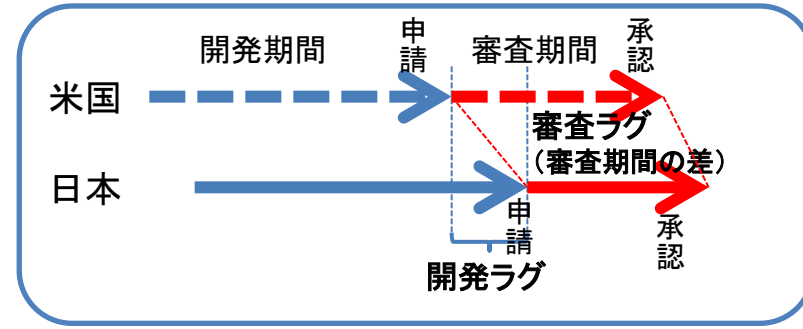 開発期間
申請
審査期間
承認
米国
審査ラグ
（審査期間の差）
日本
申請
承認
開発ラグ